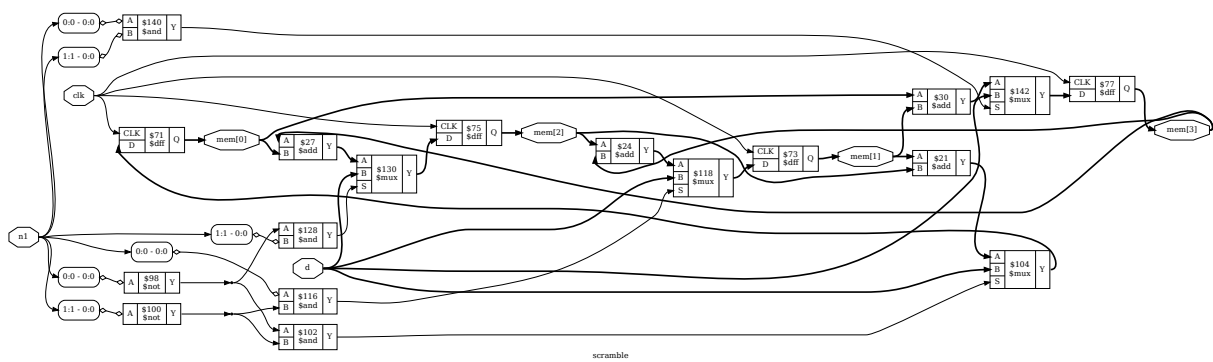 0:0 - 0:0
A $140 Y
B $and
1:1 - 0:0
clk
CLK $71 Q
D $dff
mem[0]
A $27 Y
B $add
A $130 Y
B $mux
S
CLK $75 Q
D $dff
mem[2]
A $24 Y
B $add
A $118 Y
B $mux
S
CLK $73 Q
D $dff
mem[1]
A $30 Y
B $add
A $21 Y
B $add
A $142 Y
B $mux
S
CLK $77 Q
D $dff
mem[3]
n1
1:1 - 0:0
A $128 Y
B $and
0:0 - 0:0
d
0:0 - 0:0
A $98 Y
$not
A $116 Y
B $and
1:1 - 0:0
A $100 Y
$not
A $102 Y
B $and
A $104 Y
B $mux
S
scramble